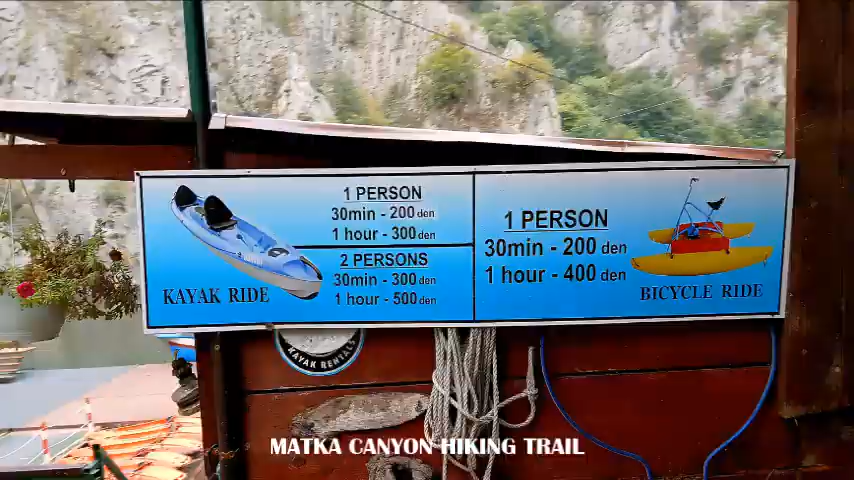 1 PERSON
30min - 200 den
1 hour - 300 den
2 PERSONS
30min - 300 den
1 hour - 500 den
KAYAK RIDE
1 PERSON
30min - 200 den
1 hour - 400 den
BICYCLE RIDE
KAYAK RENTALS
MATKA CANYON HIKING TRAIL